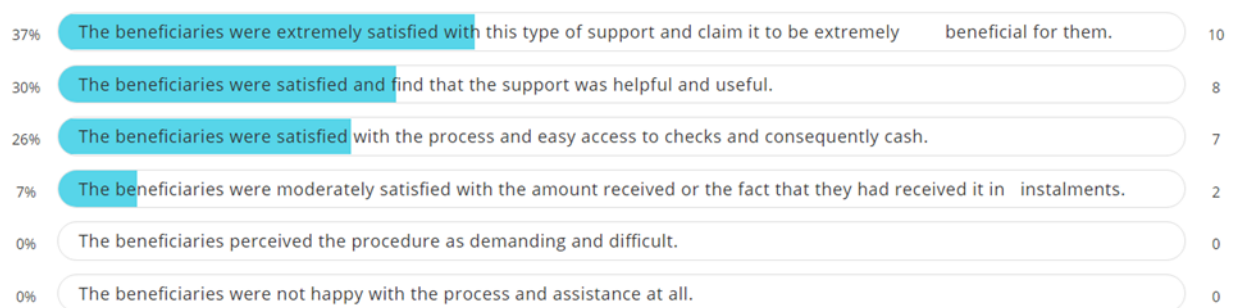 37% The beneficiaries were extremely satisfied with this type of support and claim it to be extremely beneficial for them. 10
30% The beneficiaries were satisfied and find that the support was helpful and useful. 8
26% The beneficiaries were satisfied with the process and easy access to checks and consequently cash. 7
7% The beneficiaries were moderately satisfied with the amount received or the fact that they had received it in instalments. 2
0% The beneficiaries perceived the procedure as demanding and difficult. 0
0% The beneficiaries were not happy with the process and assistance at all. 0